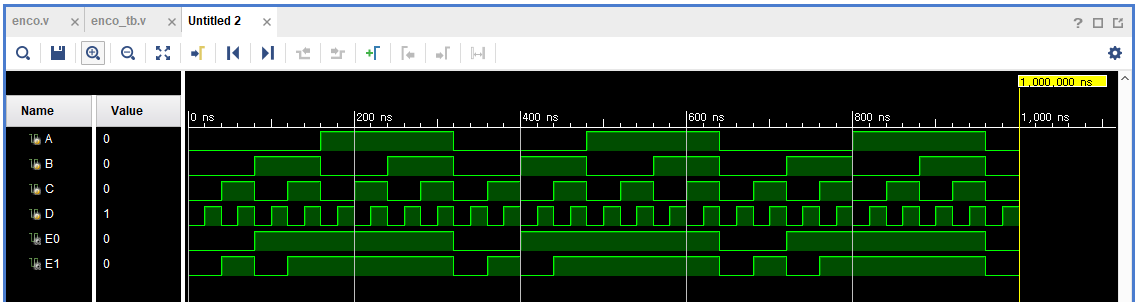 enco.v × enco_tb.v × Untitled 2 ×
?
1,000,000 ns
Name Value
0 ns 200 ns 400 ns 600 ns 800 ns 1,000 ns
A 0
B 0
C 0
D 1
E0 0
E1 0